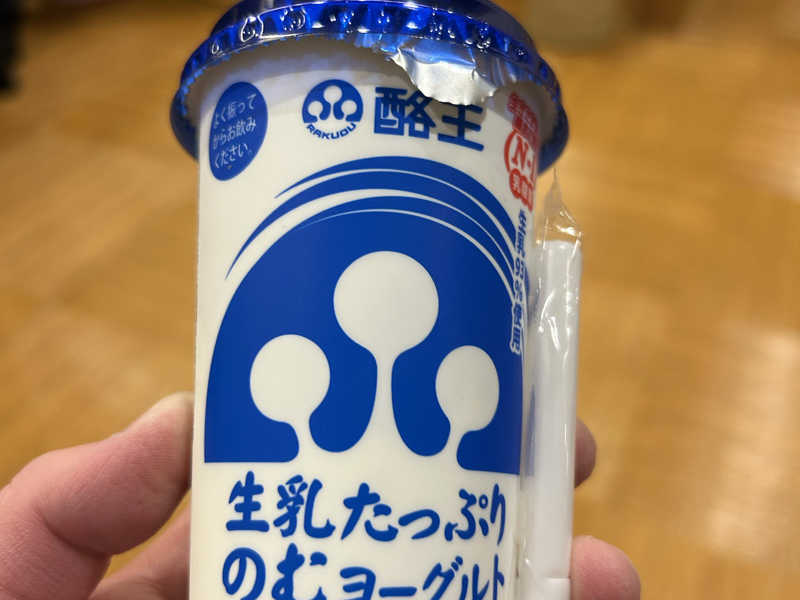 よく振って
からお飲み
ください。
RAKUOU
酪王
N-1
生乳たっぷり
のむヨーグルト